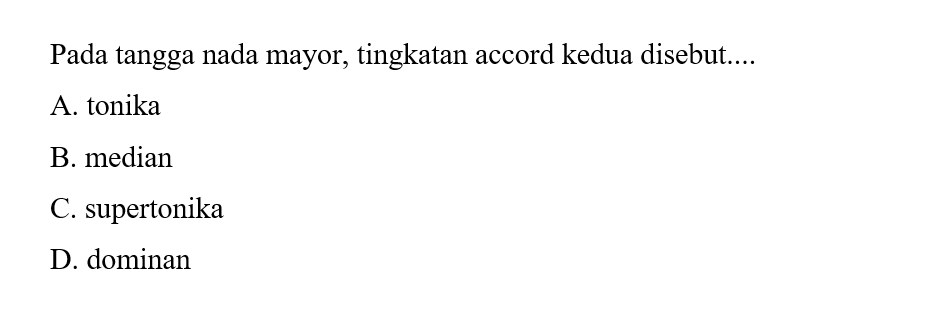 Pada tangga nada mayor, tingkatan accord kedua disebut....
A. tonika
B. median
C. supertonika
D. dominan